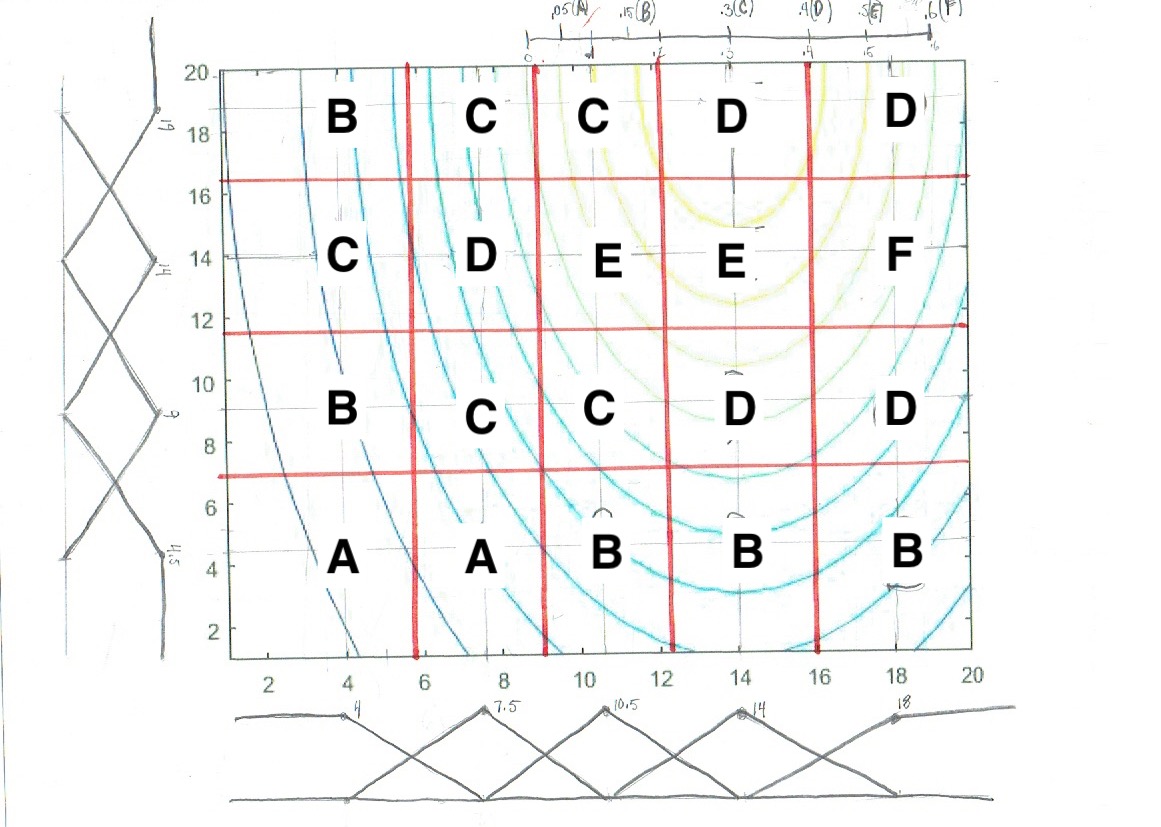 .05(A) .15(B) .3(C) .4(D) .5(E) .6(F)
0 .1 .2 .3 .4 .5 .6
20 B C C D D
18
19
16
14 C D E E F
14
12
10 B C C D D
9
8
6
4 A A B B B
4.5
2
2 4 6 8 10 12 14 16 18 20
4 7.5 10.5 14 18